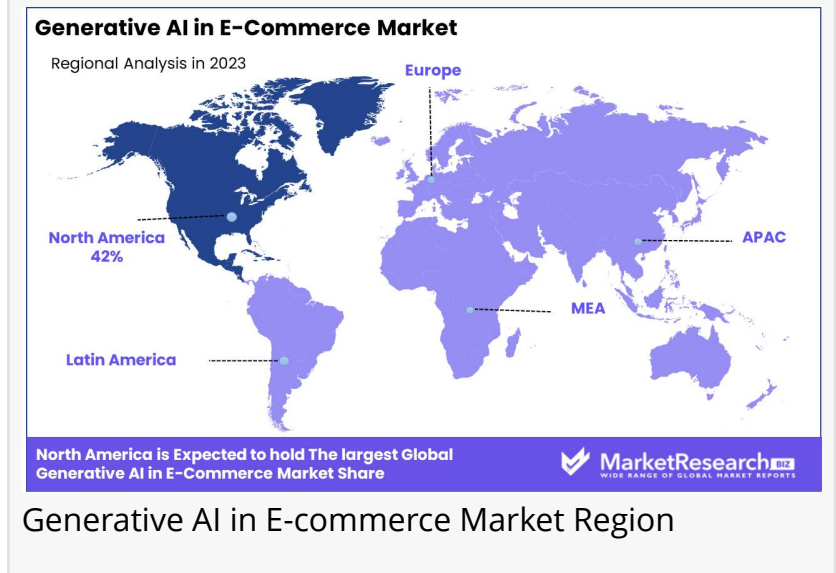 Generative AI in E-Commerce Market
Regional Analysis in 2023
Europe
North America
42%
APAC
MEA
Latin America
North America is Expected to hold The largest Global
Generative AI in E-Commerce Market Share
MarketResearch BIZ
WIDE RANGE OF GLOBAL MARKET REPORTS
Generative AI in E-commerce Market Region